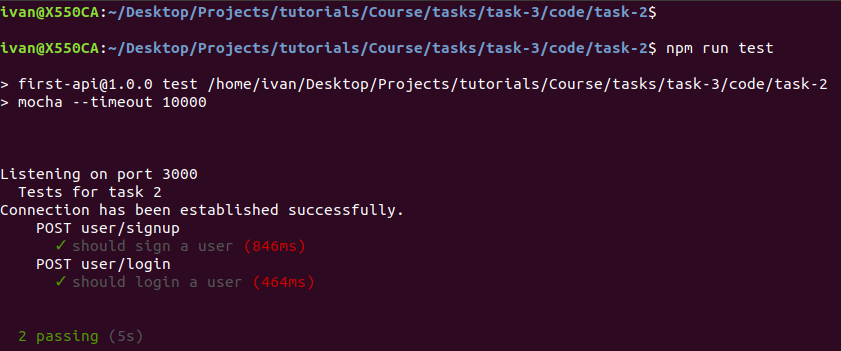 ivan@X550CA:~/Desktop/Projects/tutorials/Course/tasks/task-3/code/task-2$
ivan@X550CA:~/Desktop/Projects/tutorials/Course/tasks/task-3/code/task-2$ npm run test
> first-api@1.0.0 test /home/ivan/Desktop/Projects/tutorials/Course/tasks/task-3/code/task-2
> mocha --timeout 10000
Listening on port 3000
Tests for task 2
Connection has been established successfully.
POST user/signup
✓ should sign a user (846ms)
POST user/login
✓ should login a user (464ms)
2 passing (5s)